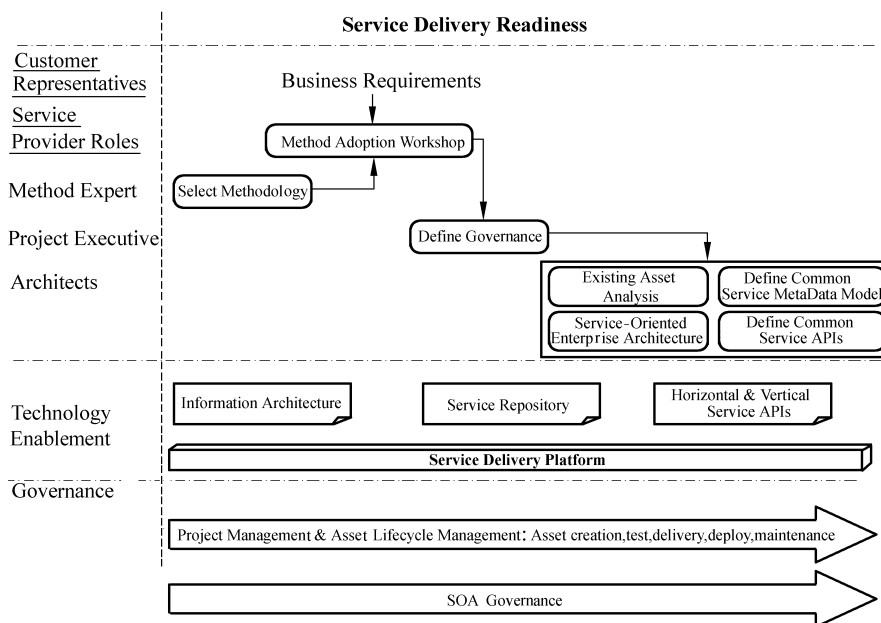 Service Delivery Readiness
Customer
Representatives
Business Requirements
Service
Provider Roles
Method Adoption Workshop
Method Expert
Select Methodology
Project Executive
Define Governance
Architects
Existing Asset
Analysis
Define Common
Service MetaData Model
Service-Oriented
Enterprise Architecture
Define Common
Service APIs
Technology
Enablement
Information Architecture
Service Repository
Horizontal & Vertical
Service APIs
Service Delivery Platform
Governance
Project Management & Asset Lifecycle Management: Asset creation,test,delivery,deploy,maintenance
SOA Governance